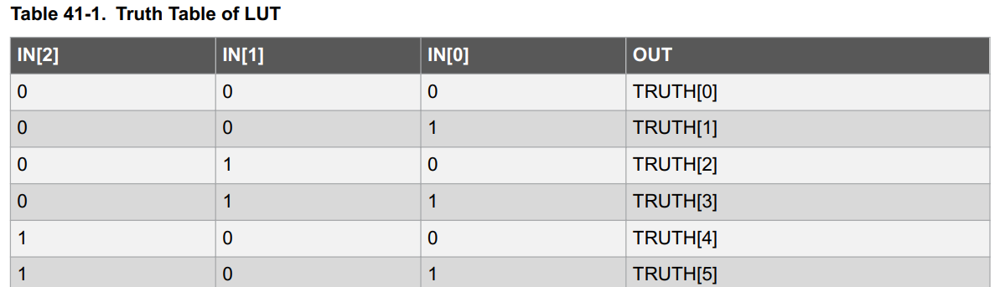 Table 41-1. Truth Table of LUT
IN[2] IN[1] IN[0] OUT
0 0 0 TRUTH[0]
0 0 1 TRUTH[1]
0 1 0 TRUTH[2]
0 1 1 TRUTH[3]
1 0 0 TRUTH[4]
1 0 1 TRUTH[5]